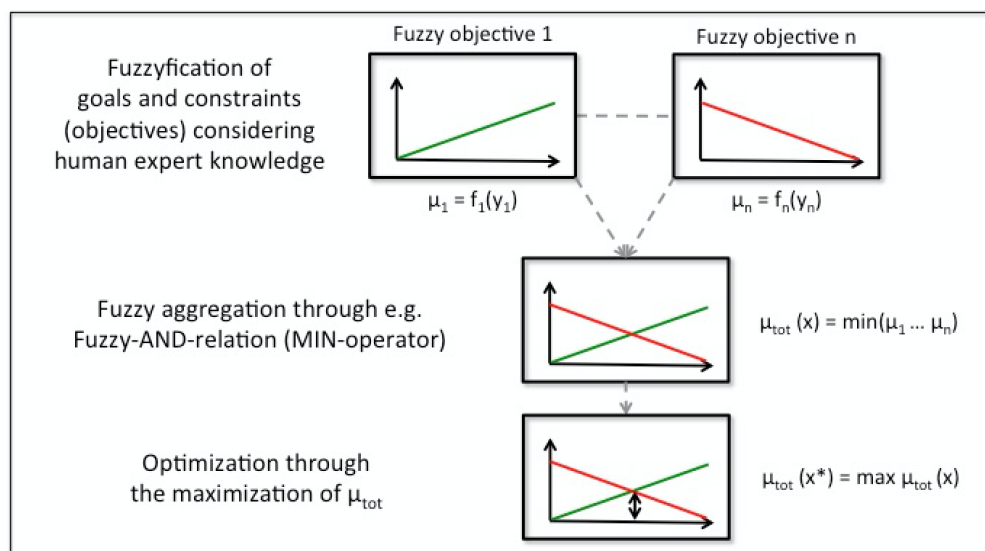 Fuzzy objective 1
Fuzzy objective n
Fuzzyfication of
goals and constraints
(objectives) considering
human expert knowledge
μ₁ = f₁(y₁)
μₙ = fₙ(yₙ)
Fuzzy aggregation through e.g.
Fuzzy-AND-relation (MIN-operator)
μtot (x) = min(μ₁ ... μₙ)
Optimization through
the maximization of μtot
μtot (x*) = max μtot (x)